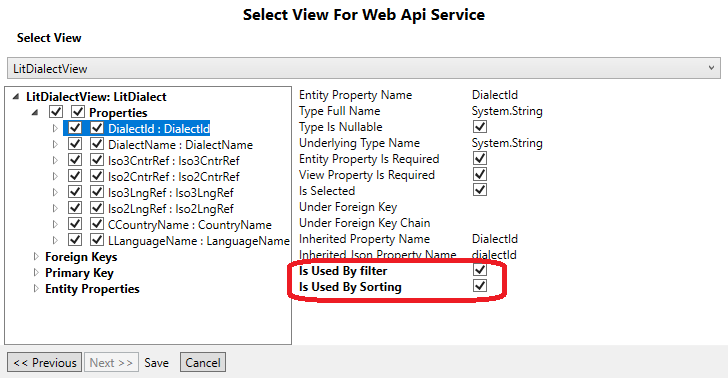 Select View For Web Api Service
Select View
LitDialectView
LitDialectView: LitDialect
Properties
DialectId : DialectId
DialectName : DialectName
Iso3CntrRef : Iso3CntrRef
Iso2CntrRef : Iso2CntrRef
Iso3LngRef : Iso3LngRef
Iso2LngRef : Iso2LngRef
CCountryName : CountryName
LLanguageName : LanguageName
Foreign Keys
Primary Key
Entity Properties
Entity Property Name DialectId
Type Full Name System.String
Type Is Nullable
Underlying Type Name System.String
Entity Property Is Required
View Property Is Required
Is Selected
Under Foreign Key
Under Foreign Key Chain
Inherited Property Name DialectId
Inherited Json Property Name dialectId
Is Used By filter
Is Used By Sorting
<< Previous Next >> Save Cancel